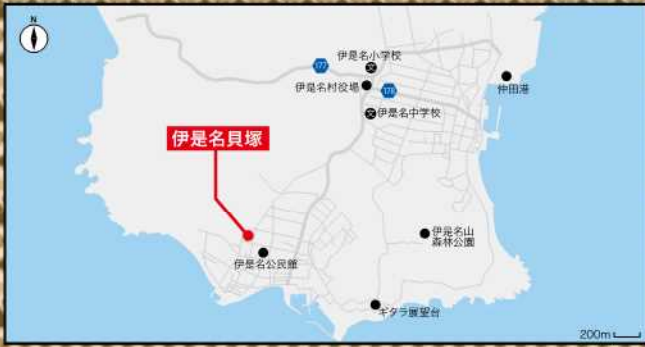 N
伊是名小学校
177
伊是名村役場
178
仲田港
伊是名中学校
伊是名貝塚
伊是名山
森林公園
伊是名公民館
ギタラ展望台
200m